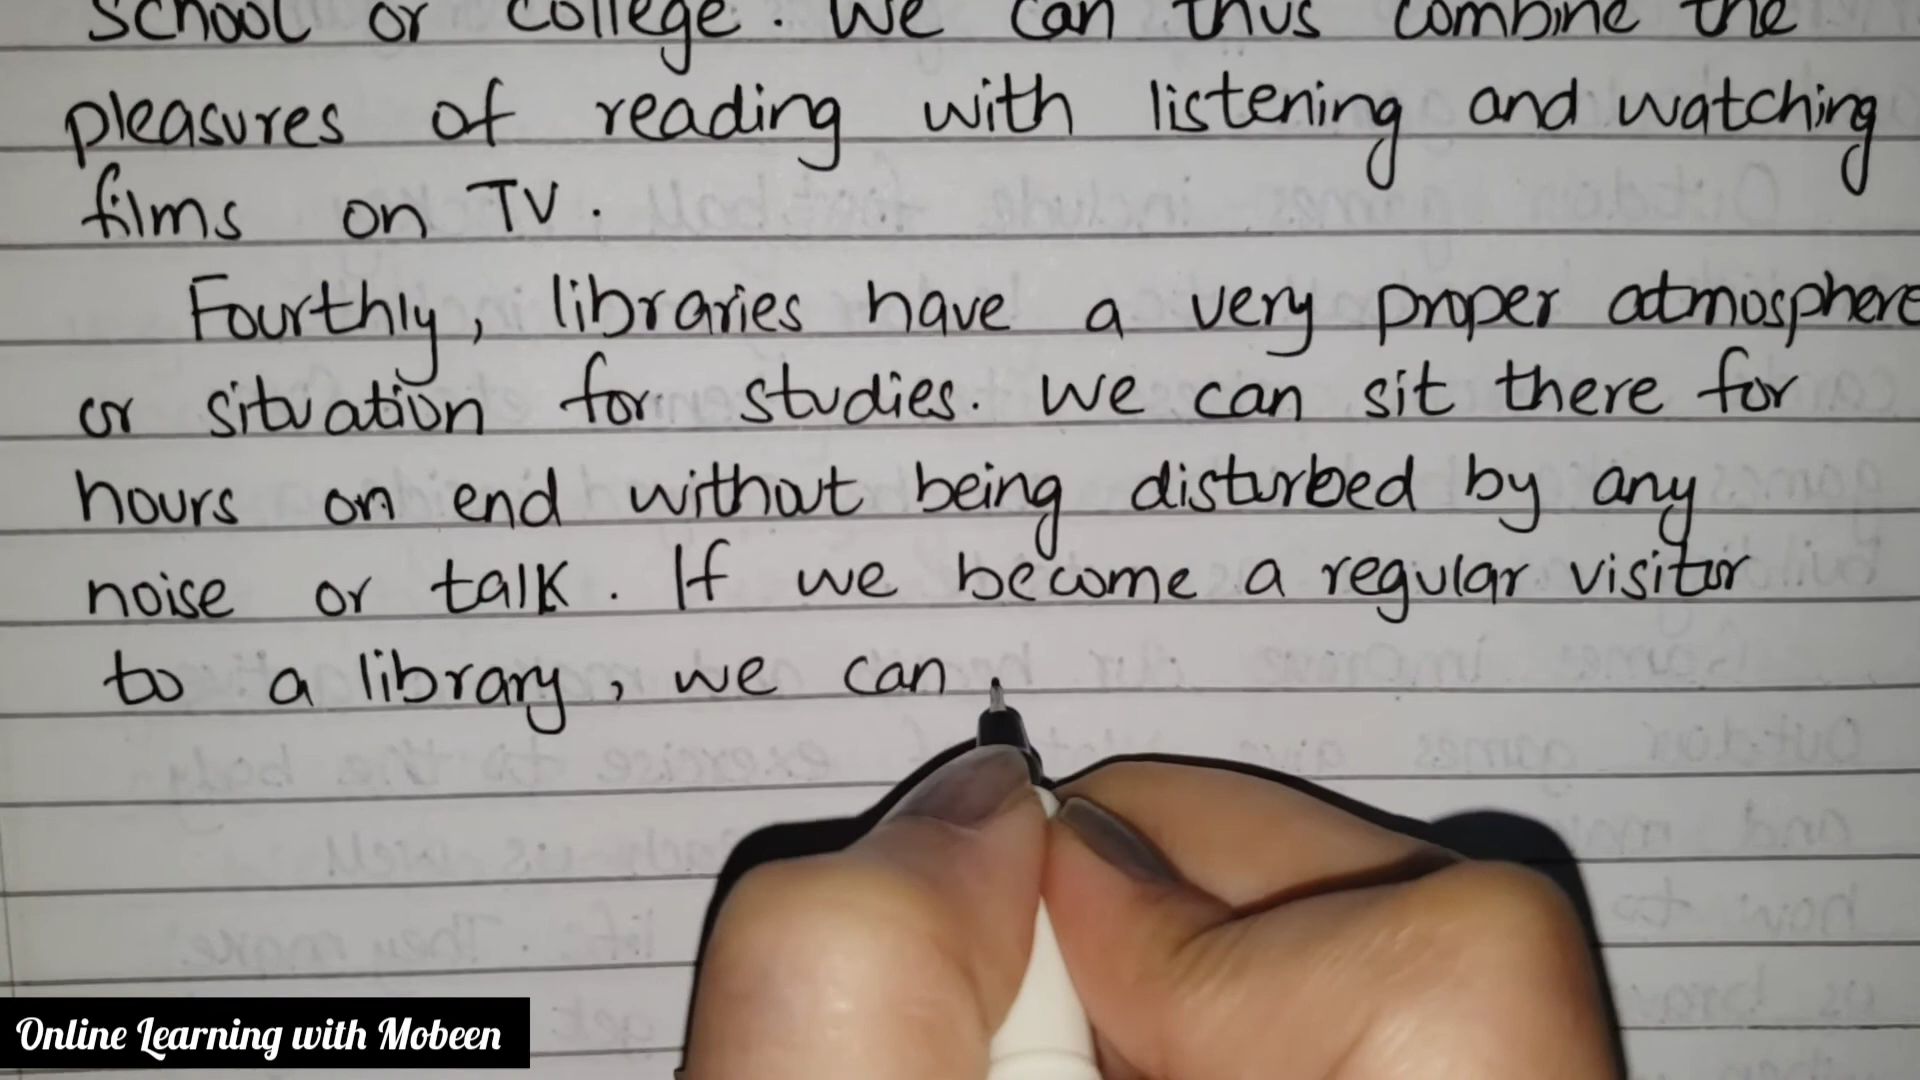 school or college. We can thus combine the
pleasures of reading with listening and watching
films on TV.
Fourthly, libraries have a very proper atmosphere
or situation for studies. We can sit there for
hours on end without being disturbed by any
noise or talk. If we become a regular visitor
to a library, we can
Online Learning with Mobeen